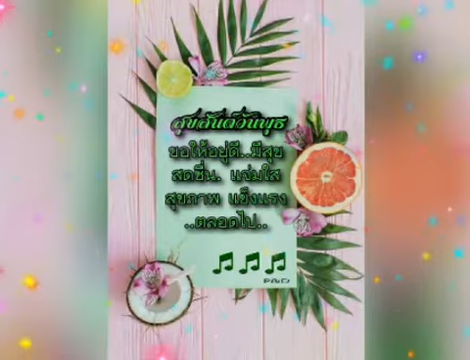 สุขสันต์วันพุธ
ขอให้อยู่ดี..มีสุข
สดชื่น. แจ่มใส
สุขภาพ แข็งแรง
..ตลอดไป..